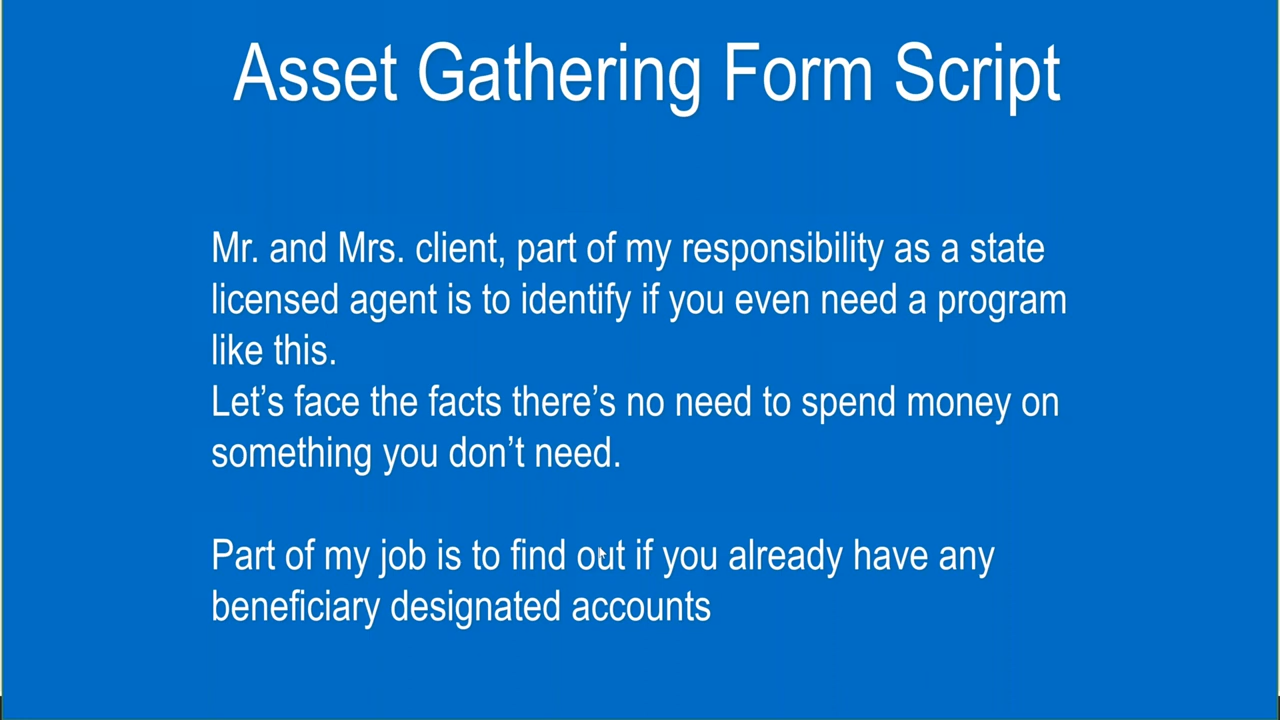 Asset Gathering Form Script
Mr. and Mrs. client, part of my responsibility as a state
licensed agent is to identify if you even need a program
like this.
Let’s face the facts there’s no need to spend money on
something you don’t need.
Part of my job is to find out if you already have any
beneficiary designated accounts